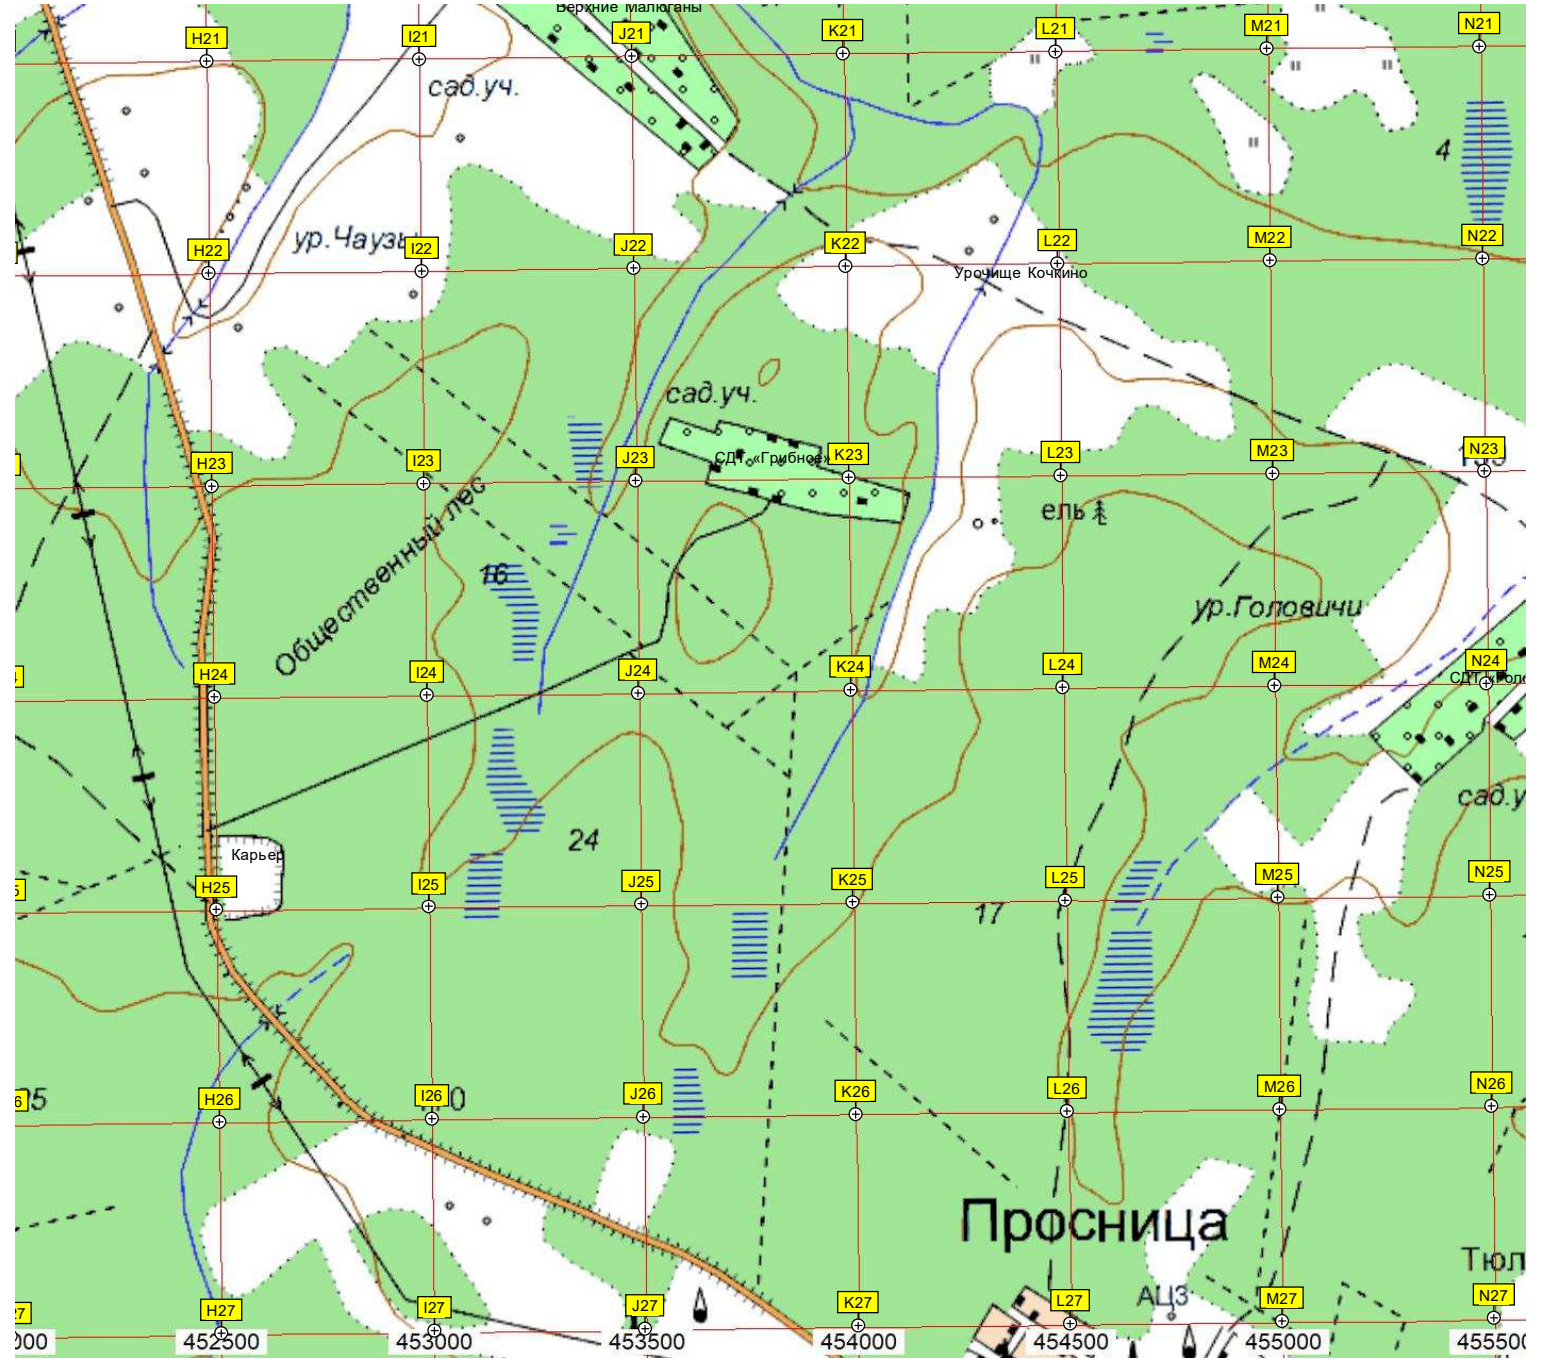 Верхние Малюганы
H21 I21 J21 K21 L21 M21 N21
сад.уч.
4
ур.Чаузы
H22 I22 J22 K22 L22 M22 N22
Урочище Кочкино
сад.уч.
СДТ «Грибное»
H23 I23 J23 K23 L23 M23 N23
ель
Общественный лес
16
ур.Головичи
H24 I24 J24 K24 L24 M24 N24
СДТ
сад.у
24
Карьер
H25 I25 J25 K25 L25 M25 N25
17
H26 I26 J26 K26 L26 M26 N26
Просница
Тюл
АЦЗ
H27 I27 J27 K27 L27 M27 N27
000 452500 453000 453500 454000 454500 455000 45550